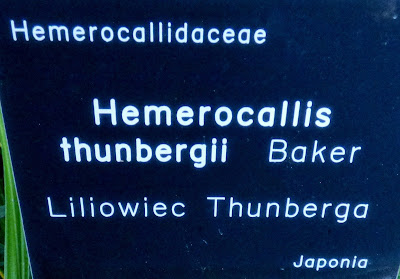 Hemerocallidaceae
Hemerocallis
thunbergii Baker
Liliowiec Thunberga
Japonia